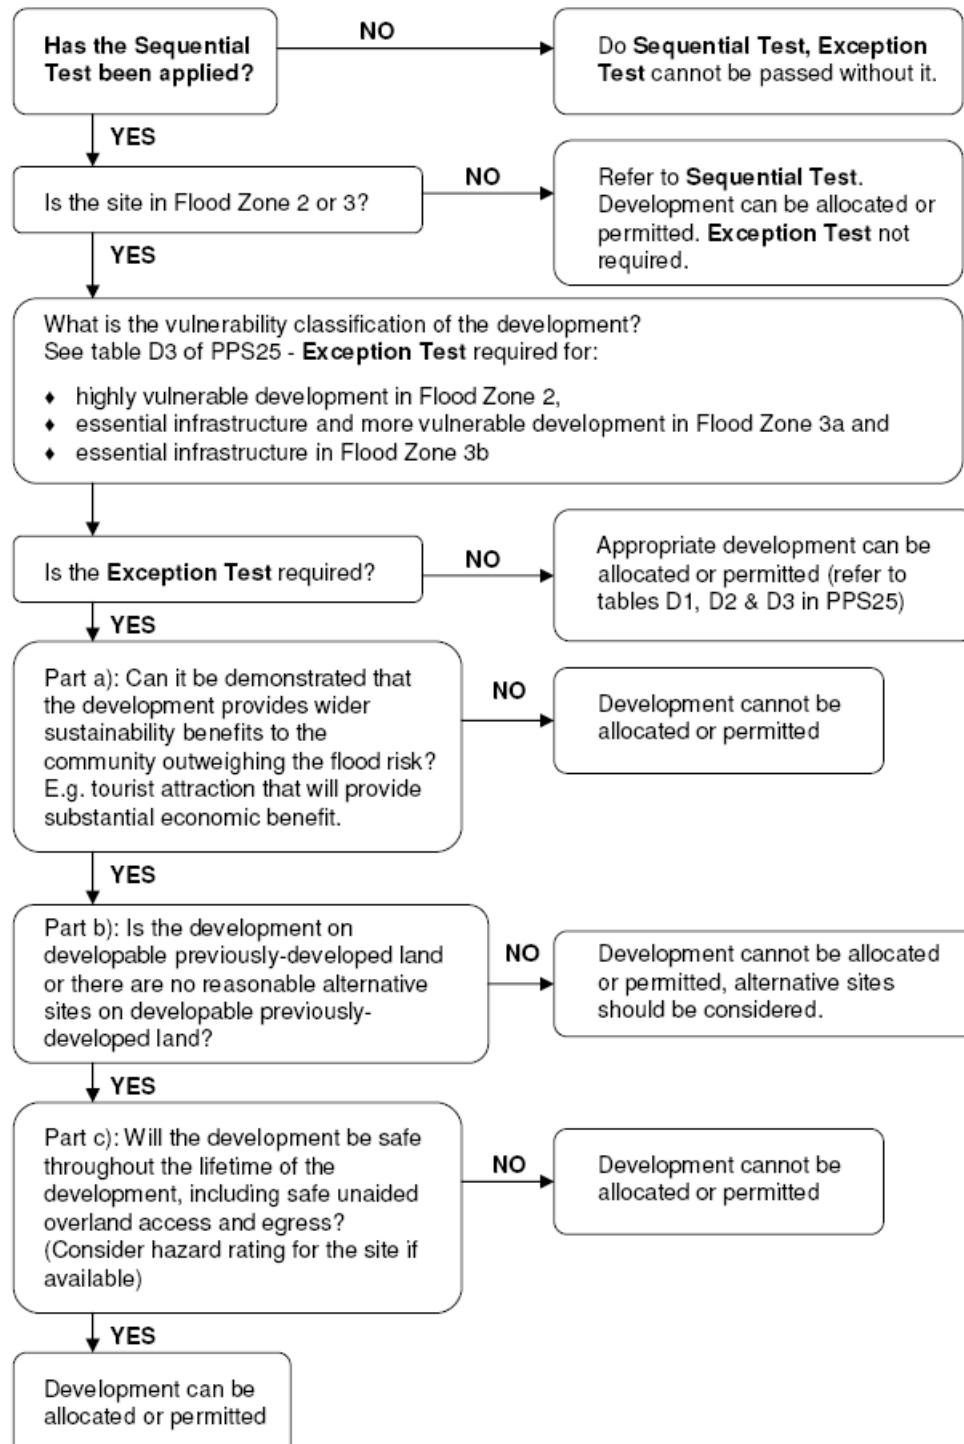 Has the Sequential
Test been applied?
NO
Do Sequential Test, Exception
Test cannot be passed without it.
YES
Is the site in Flood Zone 2 or 3?
NO
Refer to Sequential Test.
Development can be allocated or
permitted. Exception Test not
required.
YES
What is the vulnerability classification of the development?
See table D3 of PPS25 - Exception Test required for:
♦ highly vulnerable development in Flood Zone 2,
♦ essential infrastructure and more vulnerable development in Flood Zone 3a and
♦ essential infrastructure in Flood Zone 3b
Is the Exception Test required?
NO
Appropriate development can be
allocated or permitted (refer to
tables D1, D2 & D3 in PPS25)
YES
Part a): Can it be demonstrated that
the development provides wider
sustainability benefits to the
community outweighing the flood risk?
E.g. tourist attraction that will provide
substantial economic benefit.
NO
Development cannot be
allocated or permitted
YES
Part b): Is the development on
developable previously-developed land
or there are no reasonable alternative
sites on developable previously-
developed land?
NO
Development cannot be allocated
or permitted, alternative sites
should be considered.
YES
Part c): Will the development be safe
throughout the lifetime of the
development, including safe unaided
overland access and egress?
(Consider hazard rating for the site if
available)
NO
Development cannot be
allocated or permitted
YES
Development can be
allocated or permitted